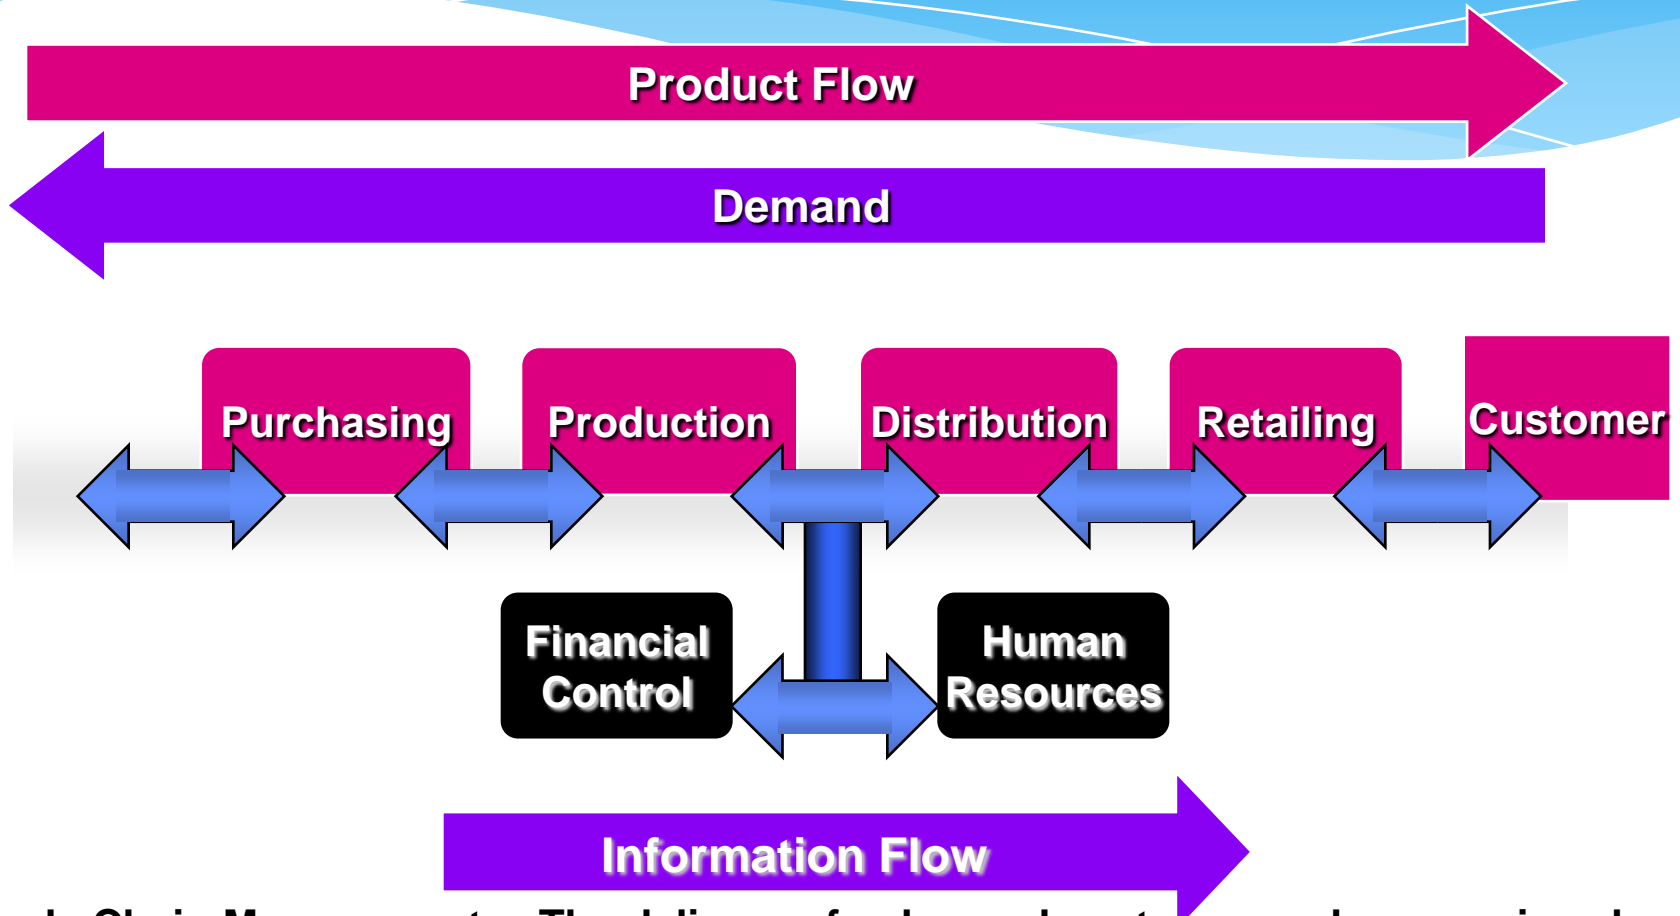 Product Flow
Demand
Purchasing
Production
Distribution
Retailing
Customer
Financial
Control
Human
Resources
Information Flow